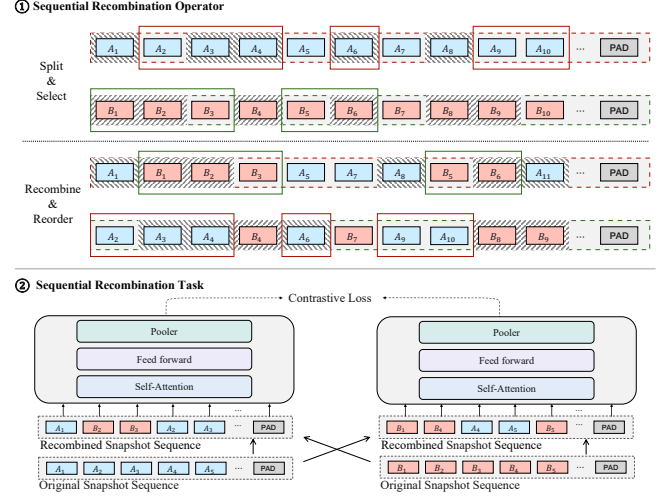 ① Sequential Recombination Operator
A1 A2 A3 A4 A5 A6 A7 A8 A9 A10 ... PAD
Split
&
Select
B1 B2 B3 B4 B5 B6 B7 B8 B9 B10 ... PAD
A1 B1 B2 B3 A5 A7 A8 B5 B6 A11 ... PAD
Recombine
&
Reorder
A2 A3 A4 B4 A6 B7 A9 A10 B8 B9 ... PAD
② Sequential Recombination Task
Contrastive Loss
Pooler
Feed forward
Self-Attention
...
A1 B2 B3 A2 A3 ... PAD
Recombined Snapshot Sequence
A1 A2 A3 A4 A5 ... PAD
Original Snapshot Sequence
Pooler
Feed forward
Self-Attention
...
B1 B4 A4 A5 B5 ... PAD
Recombined Snapshot Sequence
B1 B2 B3 B4 B5 ... PAD
Original Snapshot Sequence